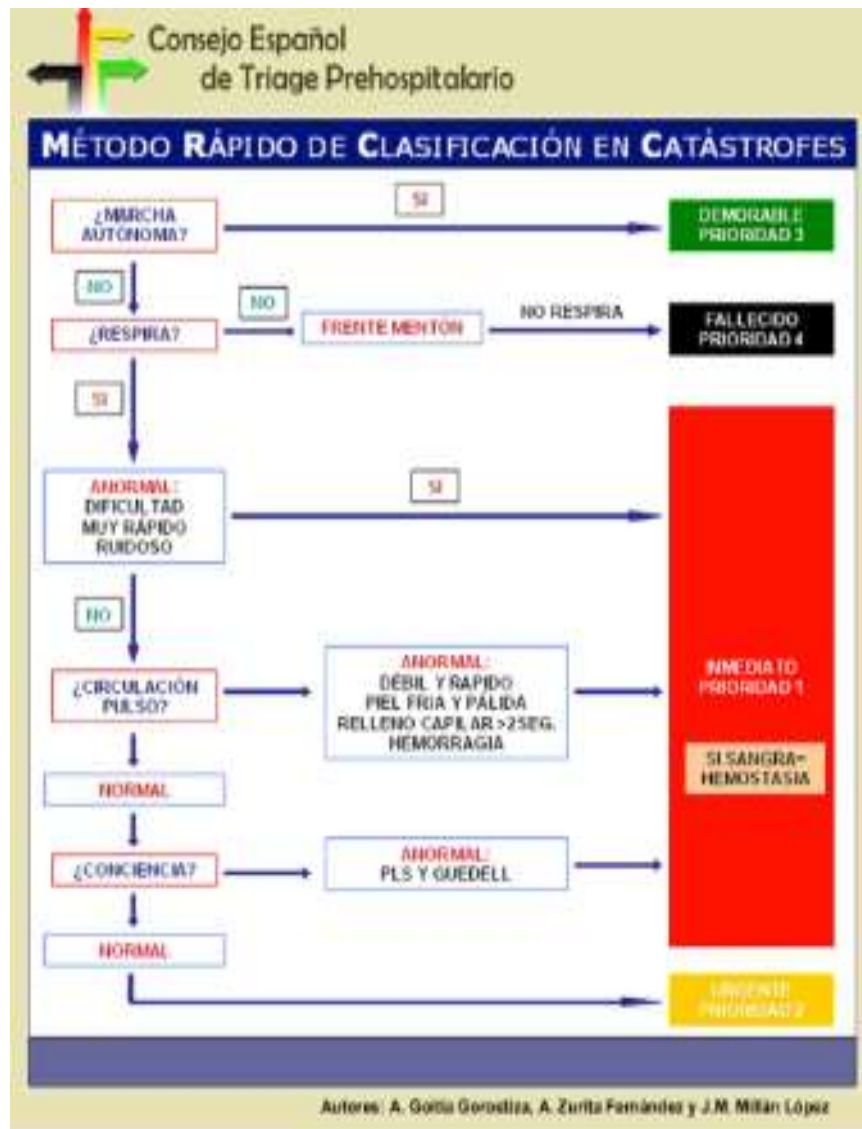 Consejo Español
de Triage Prehospitalario
MÉTODO RÁPIDO DE CLASIFICACIÓN EN CATÁSTROFES
¿MARCHA
AUTÓNOMA?
SI
DEMORABLE
PRIORIDAD 3
NO
¿RESPIRA?
NO
FRENTE MENTÓN
NO RESPIRA
FALLECIDO
PRIORIDAD 4
SI
ANORMAL:
DIFICULTAD
MUY RÁPIDO
RUIDOSO
SI
NO
¿CIRCULACIÓN
PULSO?
ANORMAL:
DÉBIL Y RAPIDO
PIEL FRIA Y PÁLIDA
RELLENO CAPILAR >2SEG.
HEMORRAGIA
INMEDIATO
PRIORIDAD 1
SI SANGRA=
HEMOSTASIA
NORMAL
¿CONCIENCIA?
ANORMAL:
PLS Y GUEDELL
NORMAL
URGENTE
PRIORIDAD 2
Autores: A. Goitia Gorostiza, A. Zurita Fernández y J.M. Millán López